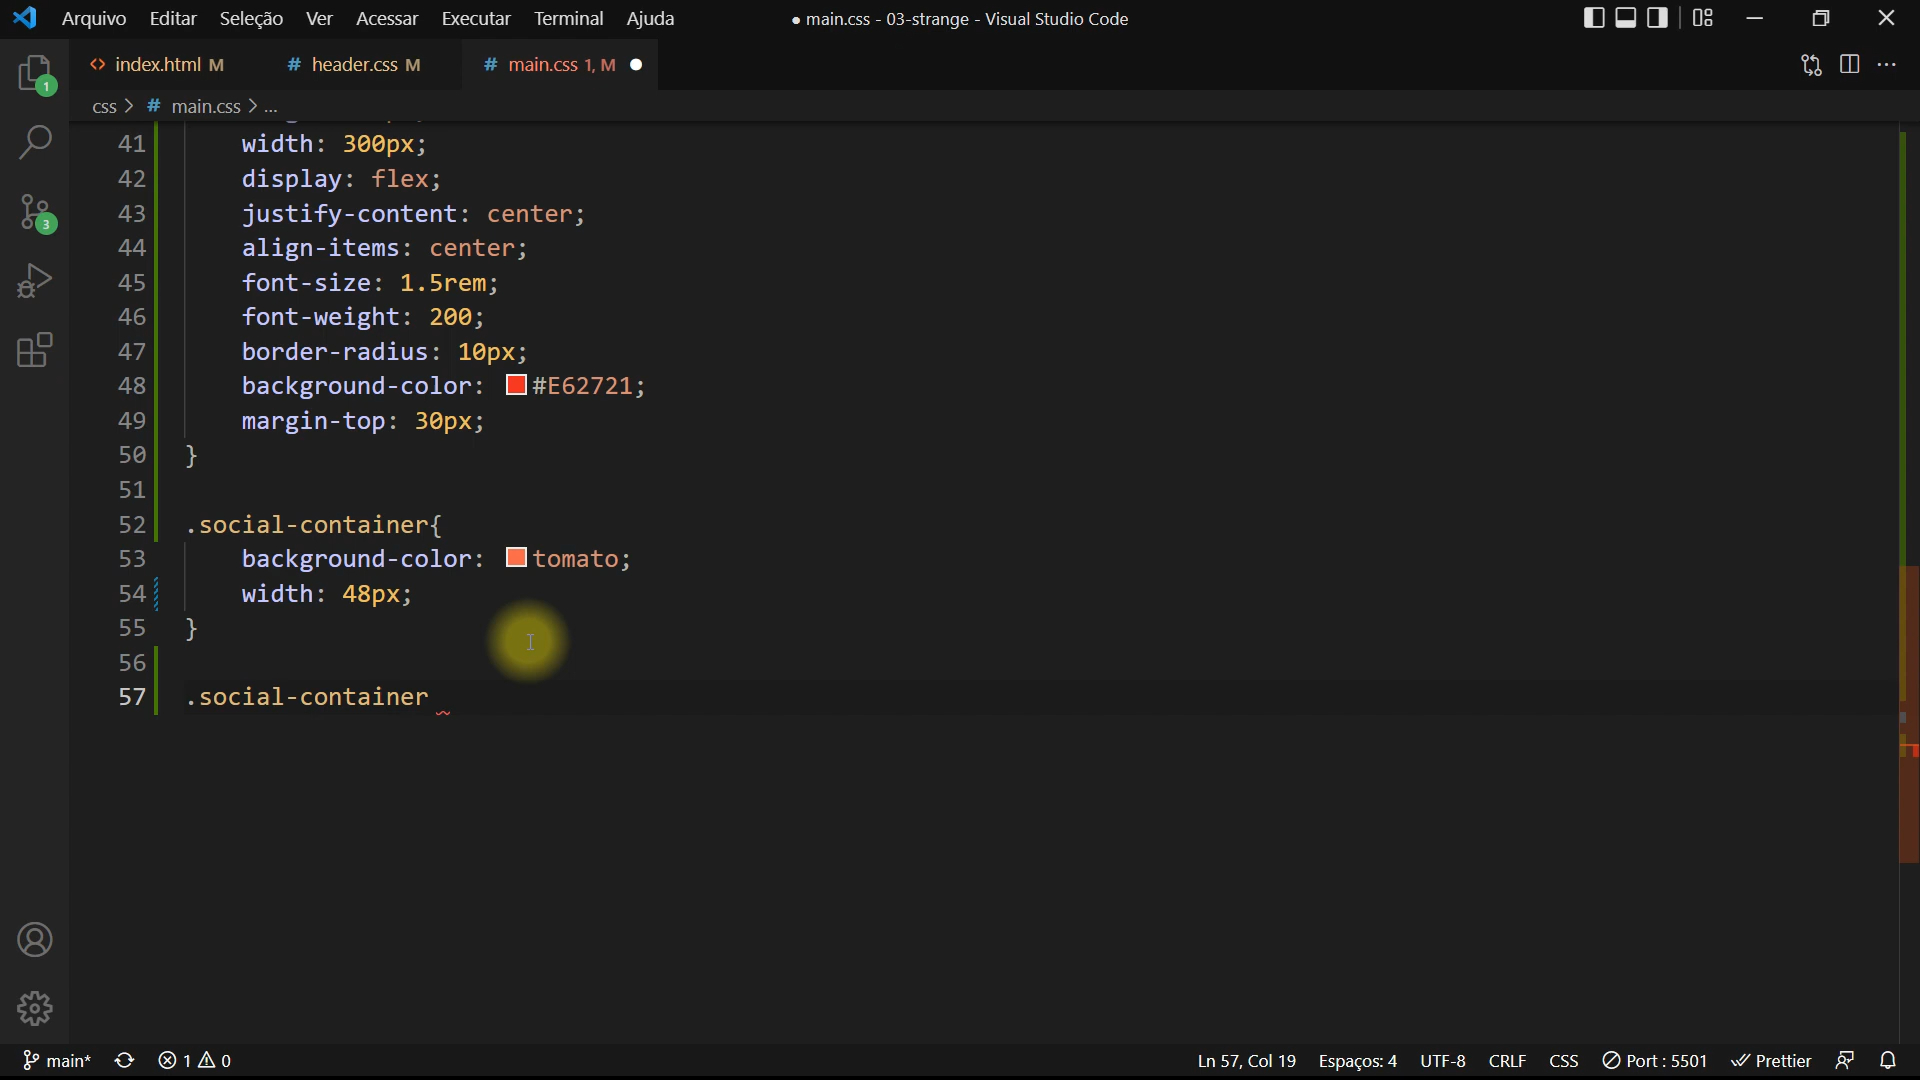 Arquivo Editar Seleção Ver Acessar Executar Terminal Ajuda ● main.css - 03-strange - Visual Studio Code
<> index.html M # header.css M # main.css 1, M
css > # main.css > ...
41 width: 300px;
42 display: flex;
43 justify-content: center;
44 align-items: center;
45 font-size: 1.5rem;
46 font-weight: 200;
47 border-radius: 10px;
48 background-color: #E62721;
49 margin-top: 30px;
50 }
51
52 .social-container{
53 background-color: tomato;
54 width: 48px;
55 }
56
57 .social-container
1
3
main* 1 0 Ln 57, Col 19 Espaços: 4 UTF-8 CRLF CSS Port : 5501 Prettier